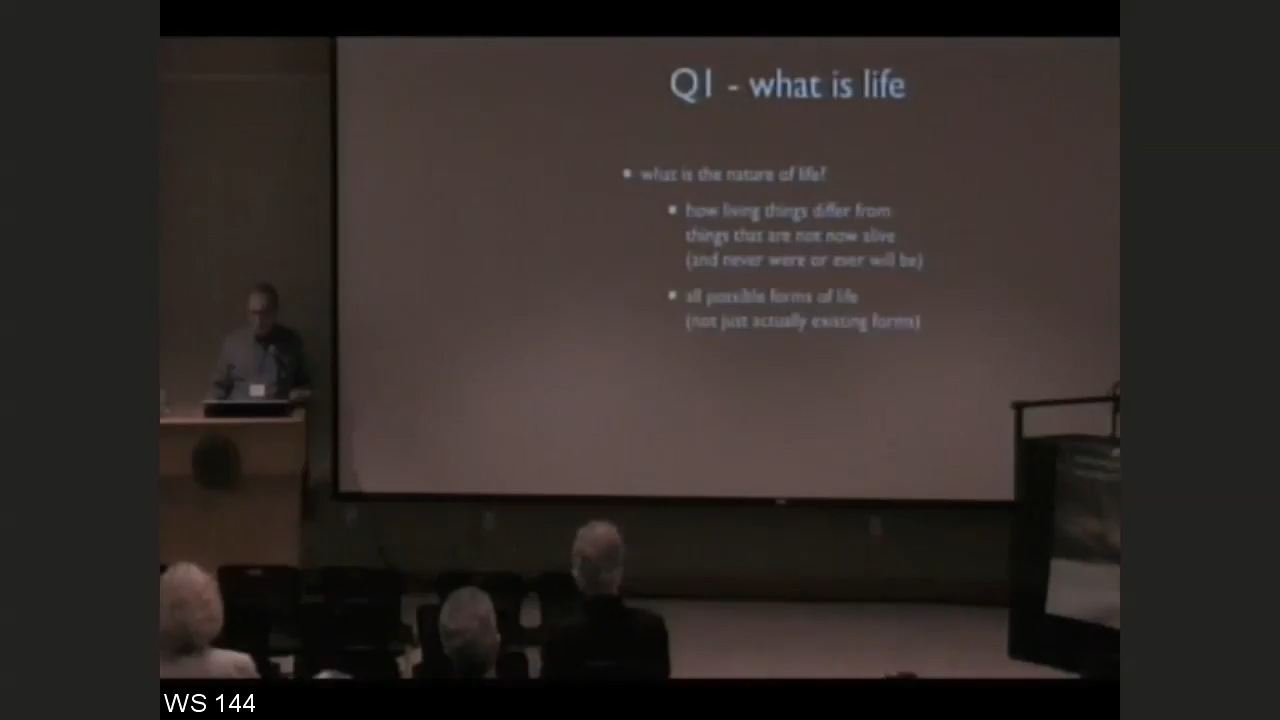 Q1 - what is life
what is the nature of life?
how living things differ from
things that are not now alive
(and never were or ever will be)
all possible forms of life
(not just actually existing forms)
WS 144